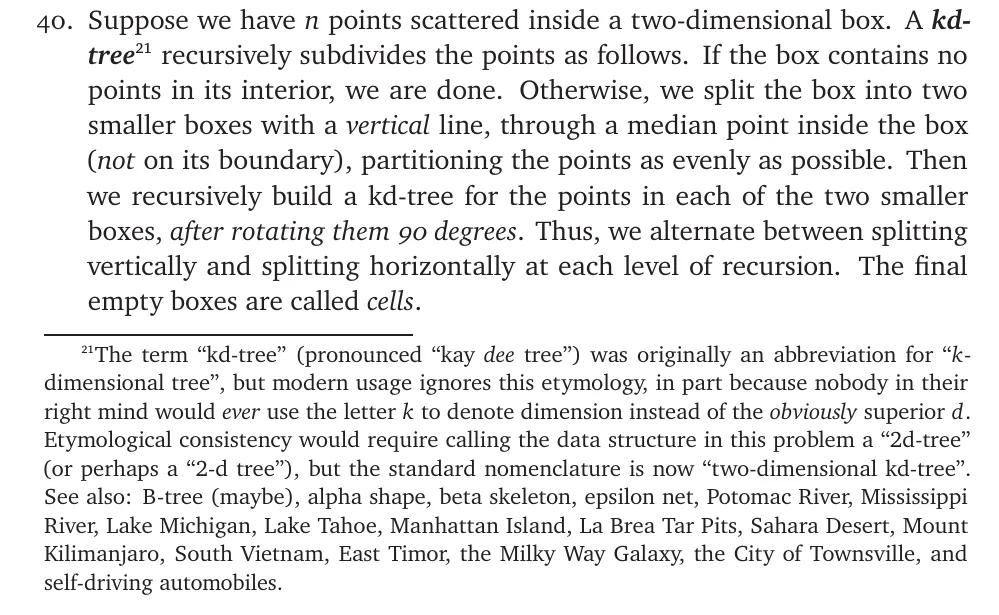 40. Suppose we have n points scattered inside a two-dimensional box. A kd-
tree²¹ recursively subdivides the points as follows. If the box contains no
points in its interior, we are done. Otherwise, we split the box into two
smaller boxes with a vertical line, through a median point inside the box
(not on its boundary), partitioning the points as evenly as possible. Then
we recursively build a kd-tree for the points in each of the two smaller
boxes, after rotating them 90 degrees. Thus, we alternate between splitting
vertically and splitting horizontally at each level of recursion. The final
empty boxes are called cells.
²¹The term “kd-tree” (pronounced “kay dee tree”) was originally an abbreviation for “k-
dimensional tree”, but modern usage ignores this etymology, in part because nobody in their
right mind would ever use the letter k to denote dimension instead of the obviously superior d.
Etymological consistency would require calling the data structure in this problem a “2d-tree”
(or perhaps a “2-d tree”), but the standard nomenclature is now “two-dimensional kd-tree”.
See also: B-tree (maybe), alpha shape, beta skeleton, epsilon net, Potomac River, Mississippi
River, Lake Michigan, Lake Tahoe, Manhattan Island, La Brea Tar Pits, Sahara Desert, Mount
Kilimanjaro, South Vietnam, East Timor, the Milky Way Galaxy, the City of Townsville, and
self-driving automobiles.